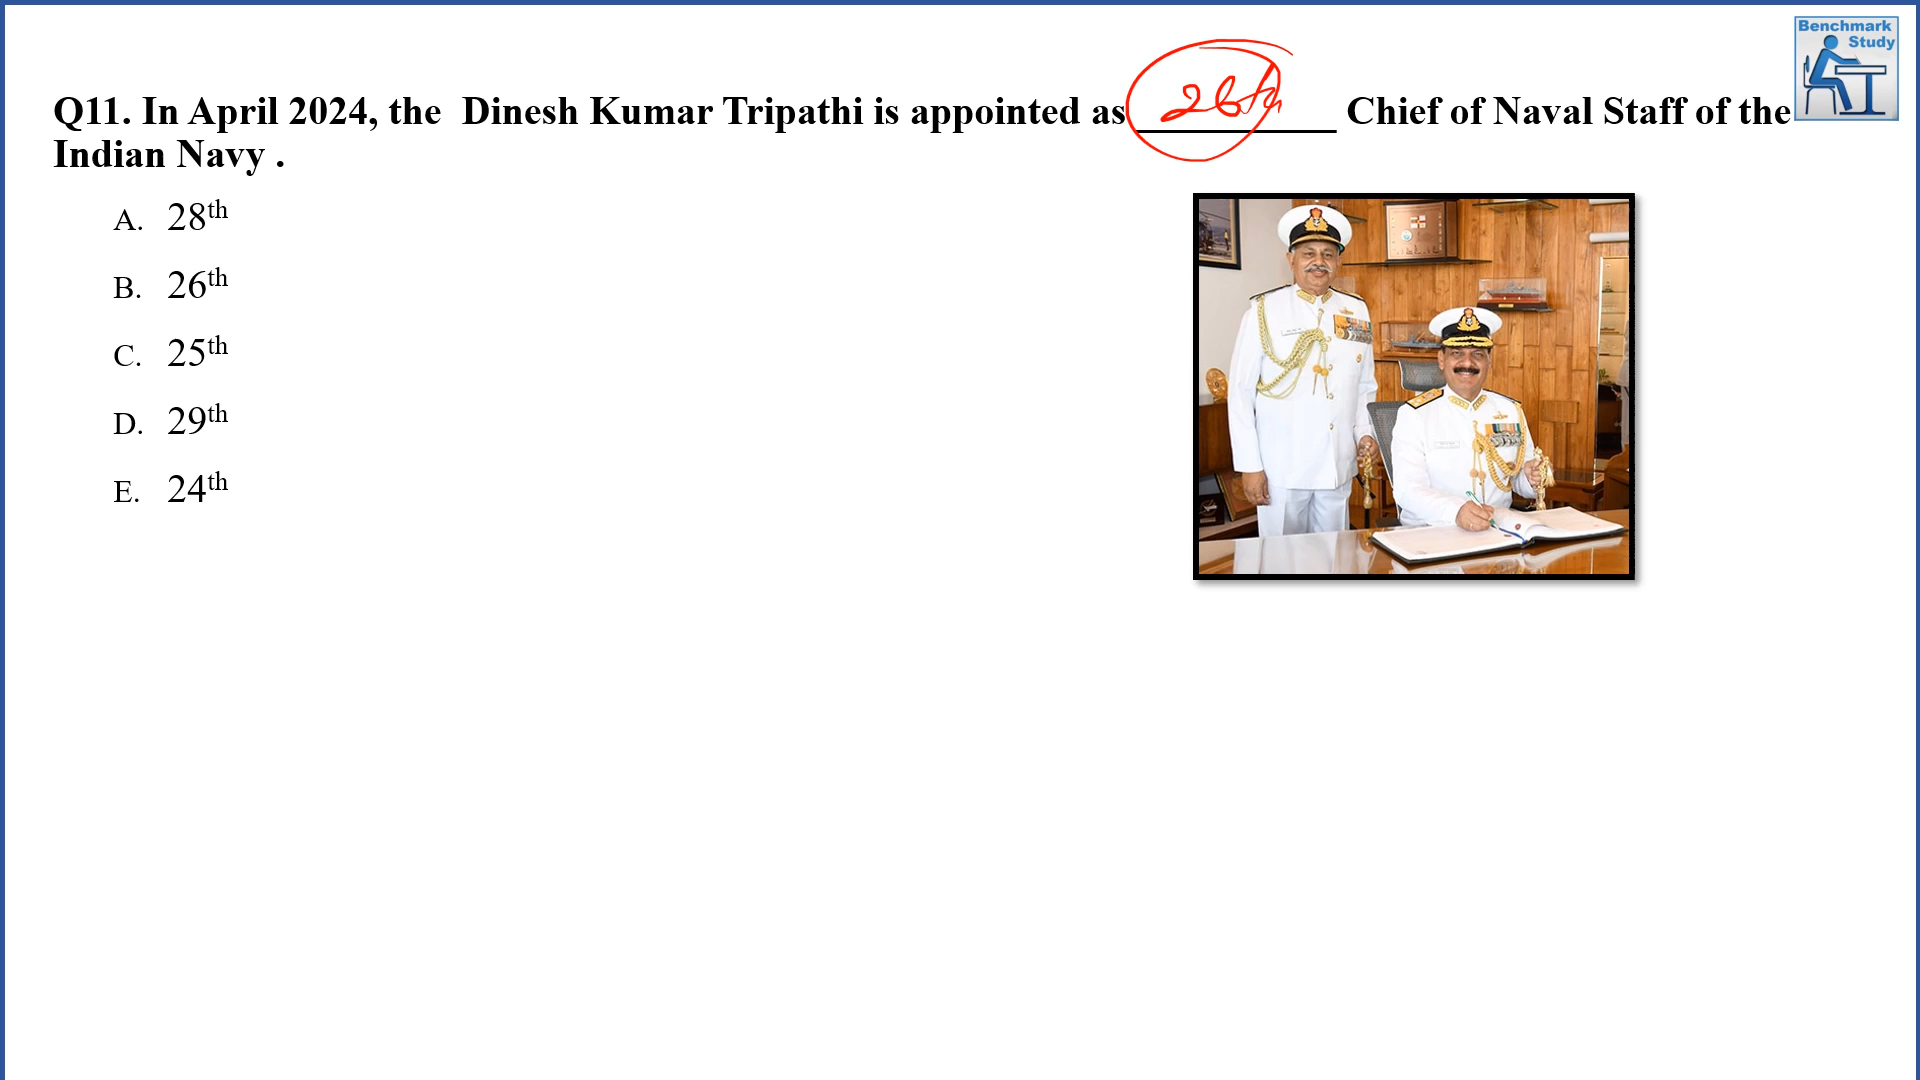 Benchmark
Study
Q11. In April 2024, the Dinesh Kumar Tripathi is appointed as 26th __________ Chief of Naval Staff of the
Indian Navy .
A. 28th
B. 26th
C. 25th
D. 29th
E. 24th